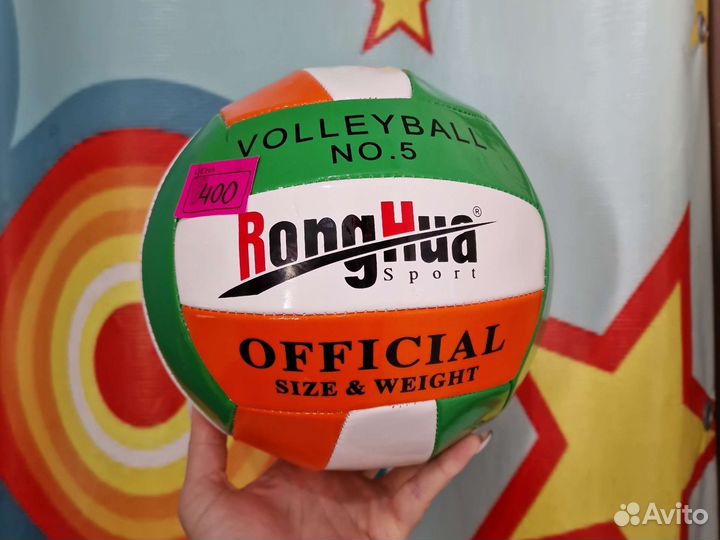 VOLLEYBALL
NO.5
400
RongHua®
Sport
OFFICIAL
SIZE & WEIGHT
Avito